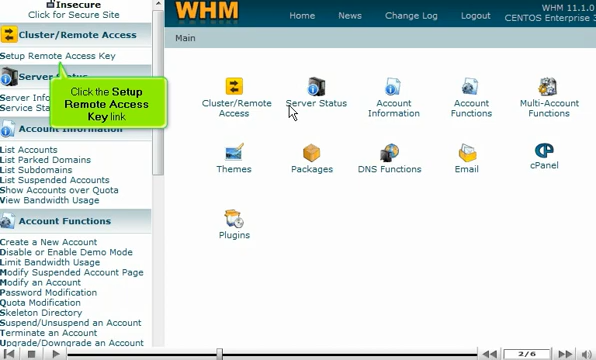 Insecure
Click for Secure Site
Cluster/Remote Access
Setup Remote Access Key
Server Status
Server Info
Service Sta
Click the Setup
Remote Access
Key link
Account Information
List Accounts
List Parked Domains
List Subdomains
List Suspended Accounts
Show Accounts over Quota
View Bandwidth Usage
Account Functions
Create a New Account
Disable or Enable Demo Mode
Limit Bandwidth Usage
Modify Suspended Account Page
Modify an Account
Password Modification
Quota Modification
Skeleton Directory
Suspend/Unsuspend an Account
Terminate an Account
Upgrade/Downgrade an Account
WHM
Home News Change Log Logout
WHM 11.1.0
CENTOS Enterprise 3
Main
Cluster/Remote
Access
Server Status
Account
Information
Account
Functions
Multi-Account
Functions
Themes
Packages
DNS Functions
Email
cPanel
Plugins
2/6